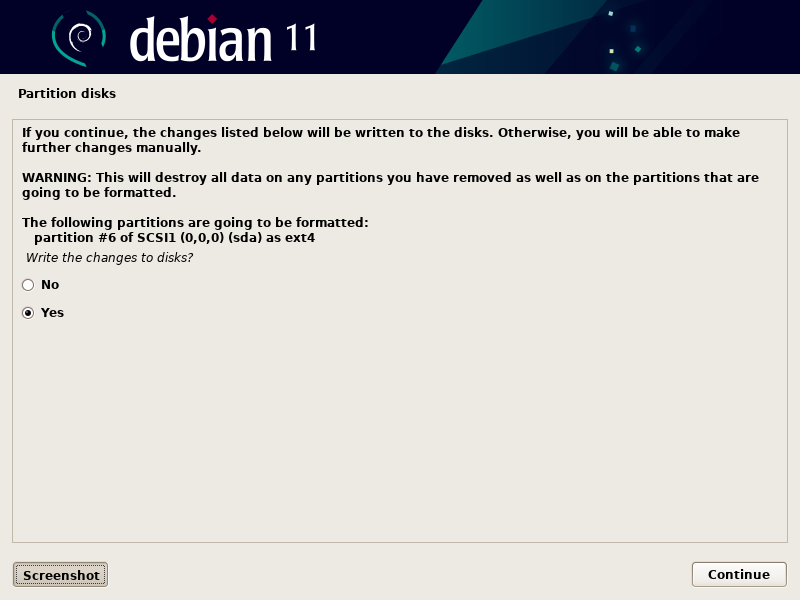 debian 11
Partition disks
If you continue, the changes listed below will be written to the disks. Otherwise, you will be able to make
further changes manually.
WARNING: This will destroy all data on any partitions you have removed as well as on the partitions that are
going to be formatted.
The following partitions are going to be formatted:
partition #6 of SCSI1 (0,0,0) (sda) as ext4
Write the changes to disks?
No
Yes
Screenshot
Continue